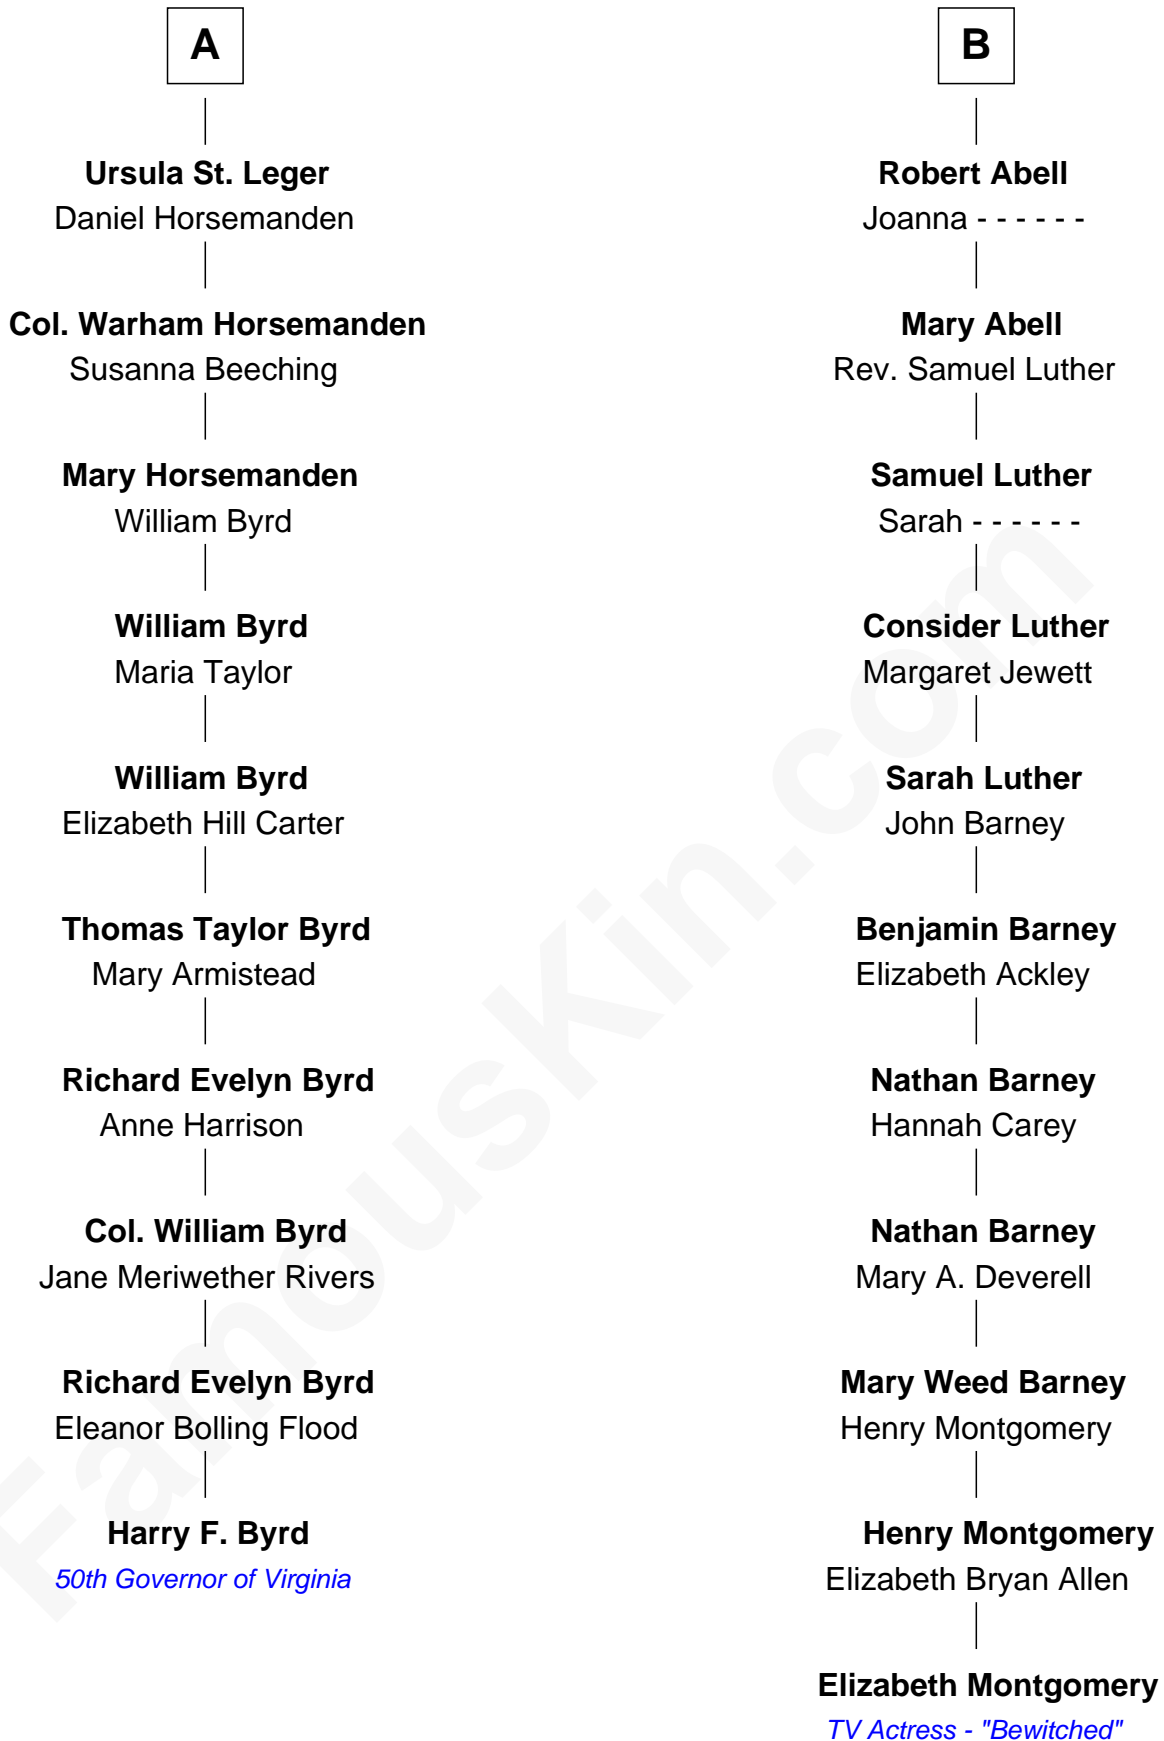 A
Ursula St. Leger
Daniel Horsemanden
Col. Warham Horsemanden
Susanna Beeching
Mary Horsemanden
William Byrd
William Byrd
Maria Taylor
William Byrd
Elizabeth Hill Carter
Thomas Taylor Byrd
Mary Armistead
Richard Evelyn Byrd
Anne Harrison
Col. William Byrd
Jane Meriwether Rivers
Richard Evelyn Byrd
Eleanor Bolling Flood
Harry F. Byrd
50th Governor of Virginia
B
Robert Abell
Joanna - - - - - -
Mary Abell
Rev. Samuel Luther
Samuel Luther
Sarah - - - - - -
Consider Luther
Margaret Jewett
Sarah Luther
John Barney
Benjamin Barney
Elizabeth Ackley
Nathan Barney
Hannah Carey
Nathan Barney
Mary A. Deverell
Mary Weed Barney
Henry Montgomery
Henry Montgomery
Elizabeth Bryan Allen
Elizabeth Montgomery
TV Actress - "Bewitched"
FamousKin.com